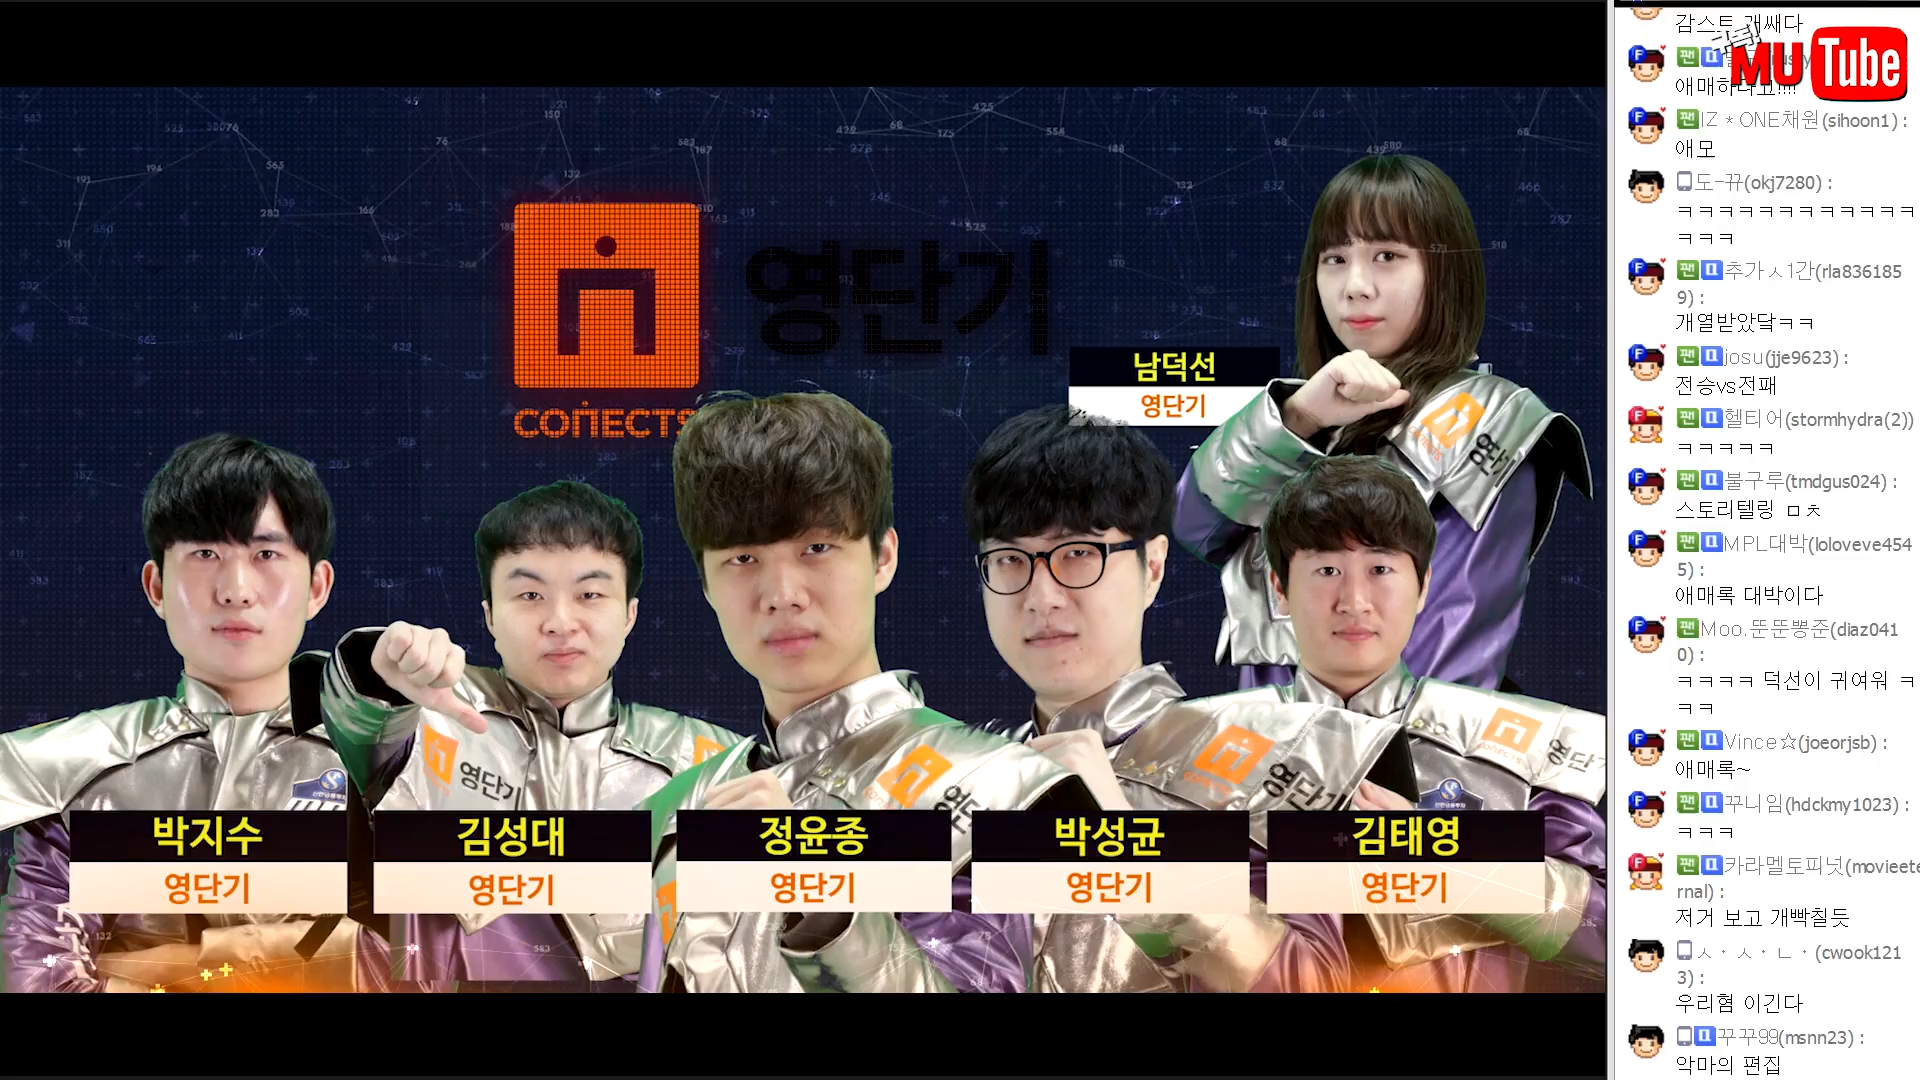 영단기
CONECTS
남덕선
영단기
박지수
영단기
김성대
영단기
정윤종
영단기
박성균
영단기
김태영
영단기
구독!
MU Tube
감스트 개쌔다
애매하다고!!!!
IZ * ONE채원(sihoon1) :
애모
도-뀨(okj7280) :
ㅋㅋㅋㅋㅋㅋㅋㅋㅋㅋㅋㅋ
ㅋㅋㅋ
추가ㅅ1간(rla836185
9) :
개열받았닼ㅋㅋ
josu(jje9623) :
전승vs전패
헬티어(stormhydra(2))
ㅋㅋㅋㅋㅋ
불구루(tmdgus024) :
스토리텔링 ㅁㅊ
MPL대박(loloveve454
5) :
애매록 대박이다
Moo.뚠뚠뽕준(diaz041
0) :
ㅋㅋㅋㅋ 덕선이 귀여워 ㅋ
ㅋㅋ
Vince☆(joeorjsb) :
애매록~
꾸니임(hdckmy1023) :
ㅋㅋㅋ
카라멜토피넛(movieete
rnal) :
저거 보고 개빡칠듯
ㅅㆍㅅㆍㄴㆍ(cwook121
3) :
우리혐 이긴다
꾸꾸99(msnn23) :
악마의 편집